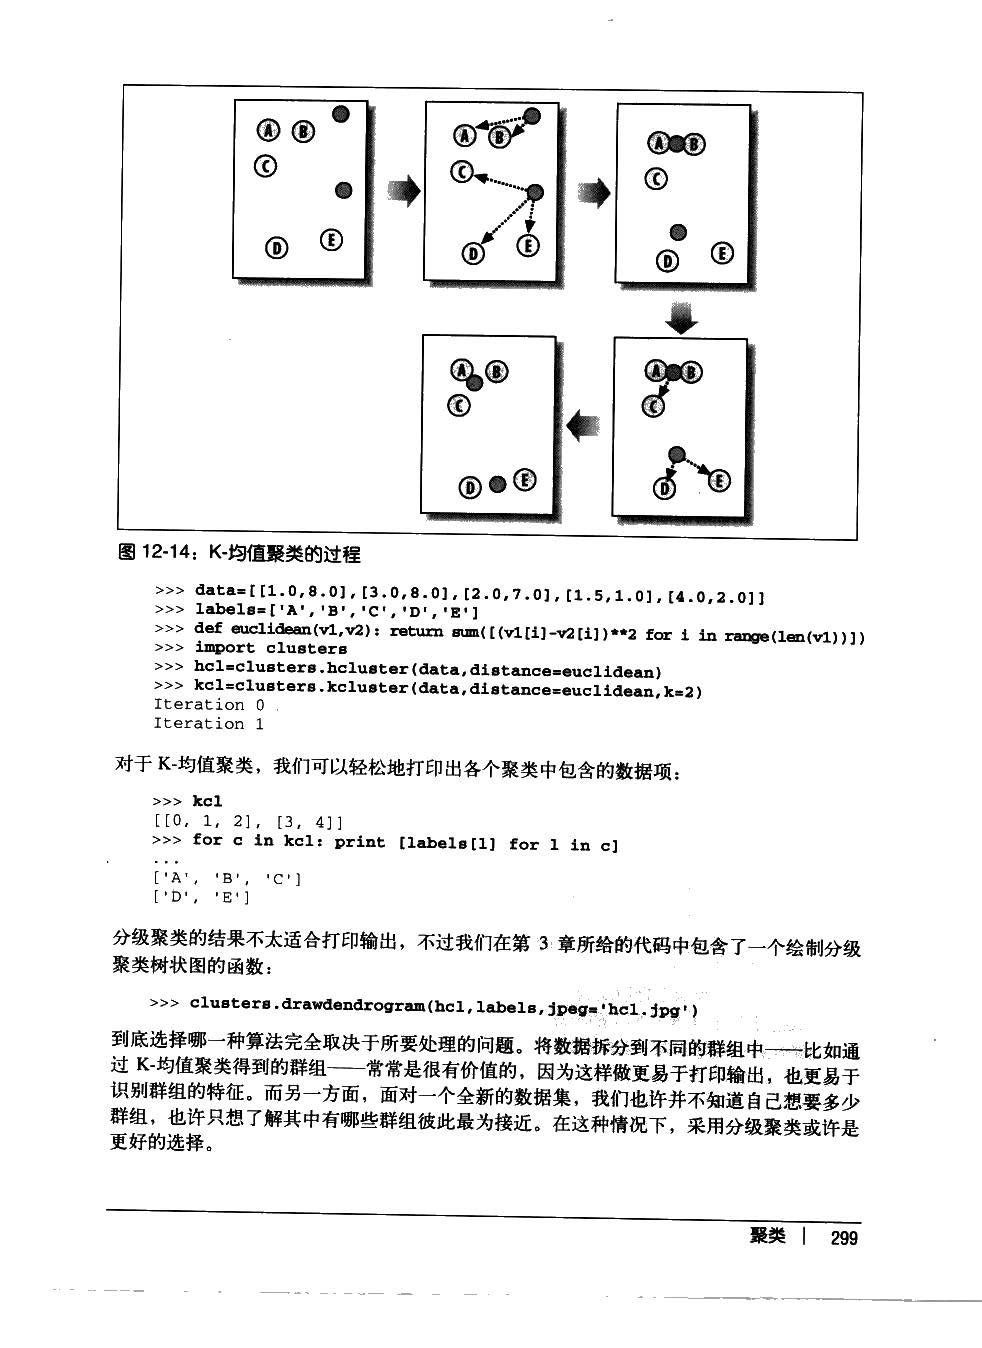 A B C D E
A B C D E
A B C D E
A B C D E
A B C D E
图 12-14：K-均值聚类的过程
>>> data=[[1.0,8.0],[3.0,8.0],[2.0,7.0],[1.5,1.0],[4.0,2.0]]
>>> labels=['A','B','C','D','E']
>>> def euclidean(v1,v2): return sum([(v1[i]-v2[i])**2 for i in range(len(v1))])
>>> import clusters
>>> hcl=clusters.hcluster(data,distance=euclidean)
>>> kcl=clusters.kcluster(data,distance=euclidean,k=2)
Iteration 0
Iteration 1
对于 K-均值聚类，我们可以轻松地打印出各个聚类中包含的数据项：
>>> kcl
[[0, 1, 2], [3, 4]]
>>> for c in kcl: print [labels[l] for l in c]
...
['A', 'B', 'C']
['D', 'E']
分级聚类的结果不太适合打印输出，不过我们在第 3 章所给的代码中包含了一个绘制分级
聚类树状图的函数：
>>> clusters.drawdendrogram(hcl,labels,jpeg='hcl.jpg')
到底选择哪一种算法完全取决于所要处理的问题。将数据拆分到不同的群组中——比如通
过 K-均值聚类得到的群组——常常是很有价值的，因为这样做更易于打印输出，也更易于
识别群组的特征。而另一方面，面对一个全新的数据集，我们也许并不知道自己想要多少
群组，也许只想了解其中有哪些群组彼此最为接近。在这种情况下，采用分级聚类或许是
更好的选择。
聚类 | 299